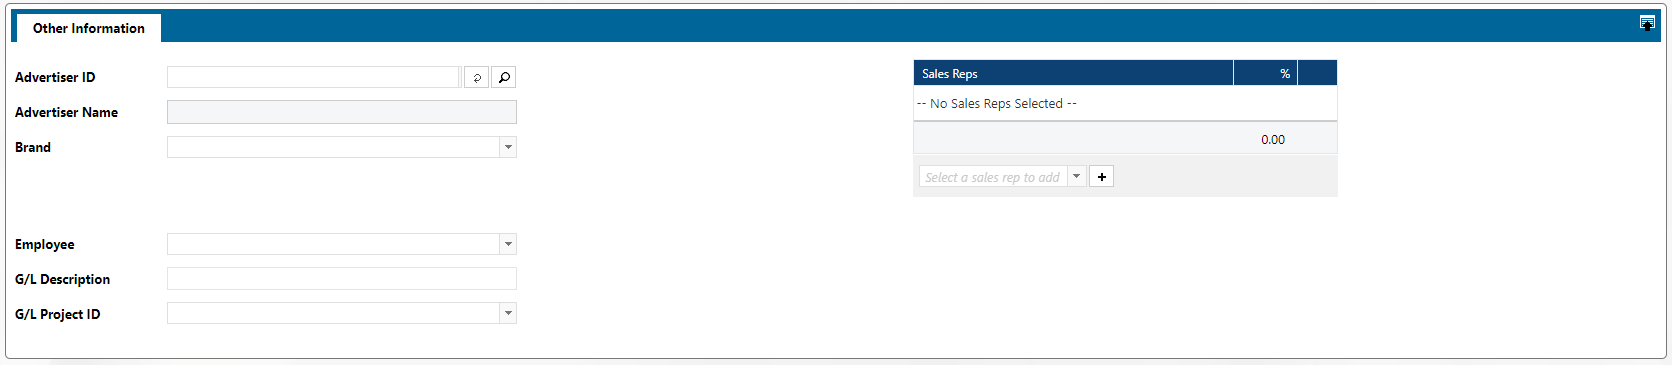 Other Information
Advertiser ID
Advertiser Name
Brand
Employee
G/L Description
G/L Project ID
Sales Reps %
-- No Sales Reps Selected --
0.00
Select a sales rep to add